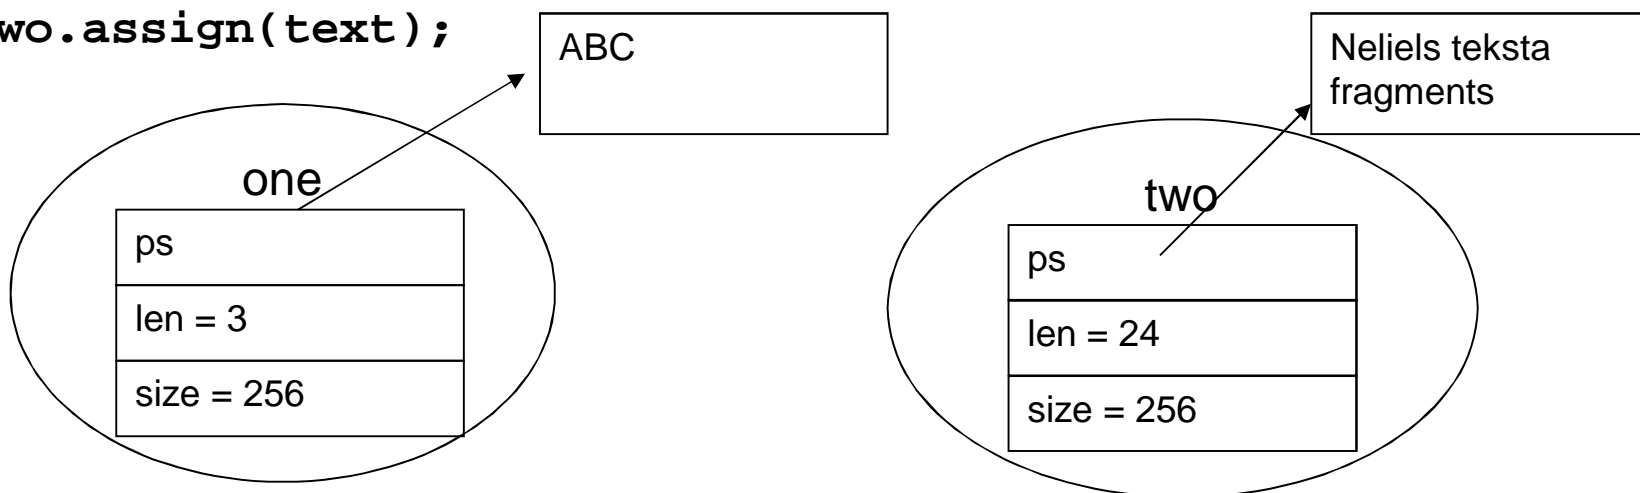 wo.assign(text);
ABC
Neliels teksta
fragments
one
ps
len = 3
size = 256
two
ps
len = 24
size = 256